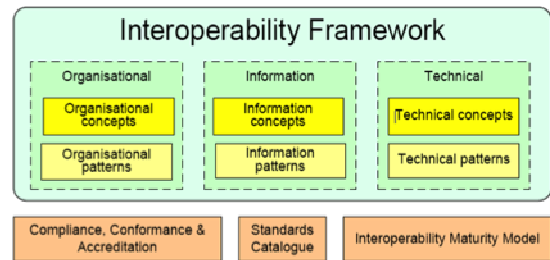 Interoperability Framework
Organisational
Information
Technical
Organisational
concepts
Information
concepts
Technical concepts
Organisational
patterns
Information
patterns
Technical patterns
Compliance, Conformance &
Accreditation
Standards
Catalogue
Interoperability Maturity Model